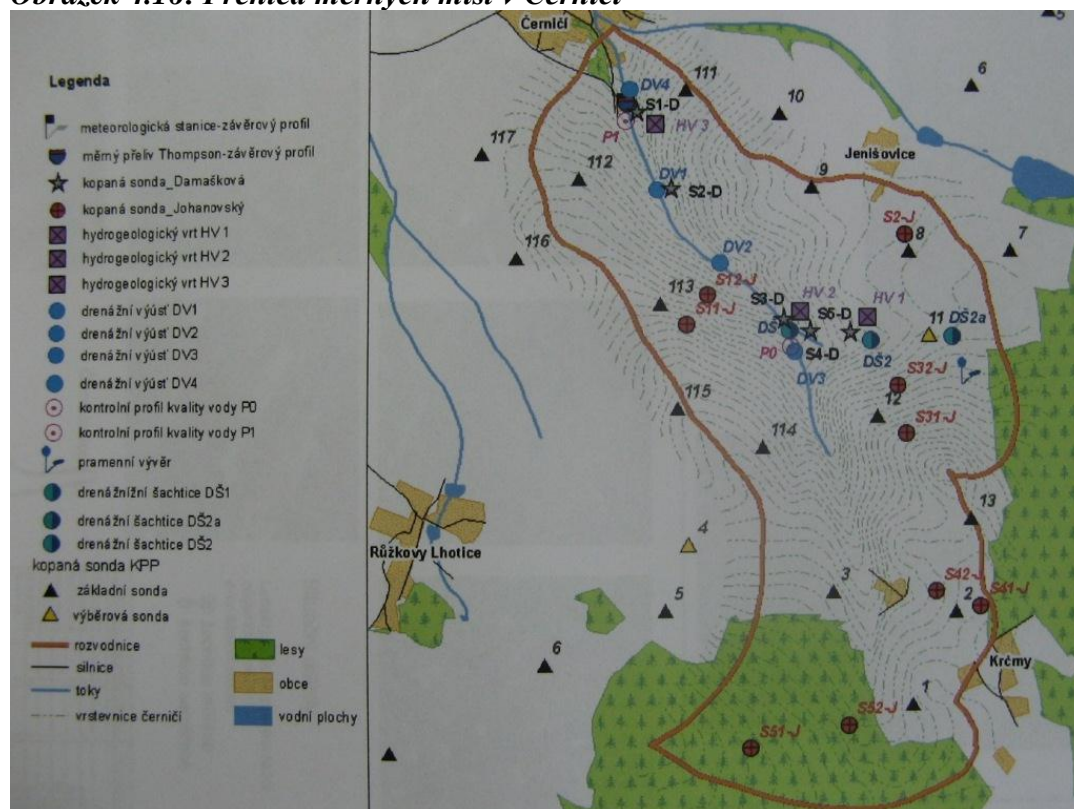 Obrázek 4.10: Přehled měrných míst v Černičí
Černičí
Legenda
meteorologická stanice-závěrový profil
měrný přeliv Thompson-závěrový profil
kopaná sonda_Damašková
kopaná sonda_Johanovský
hydrogeologický vrt HV 1
hydrogeologický vrt HV 2
hydrogeologický vrt HV 3
drenážní výúsť DV1
drenážní výúsť DV2
drenážní výúsť DV3
drenážní výúsť DV4
kontrolní profil kvality vody P0
kontrolní profil kvality vody P1
pramenní vývěr
drenážnížní šachtice DŠ1
drenážní šachtice DŠ2a
drenážní šachtice DŠ2
kopaná sonda KPP
základní sonda
výběrová sonda
rozvodnice
silnice
toky
vrstevnice černičí
lesy
obce
vodní plochy
5
6
DV4
111
S1-D
10
P1
HV 3
117
112
Jenišovice
9
DV1
S2-D
S2-J
8
7
116
DV2
S12-J
113
S11-J
S3-D
HV 2
HV 1
S5-D
11
DŠ2a
DŠ
P0
S4-D
DŠ2
DV3
S32-J
115
12
S31-J
114
13
4
Růžkovy Lhotice
3
S42-J
S41-J
2
5
6
Krčmy
1
S52-J
S51-J